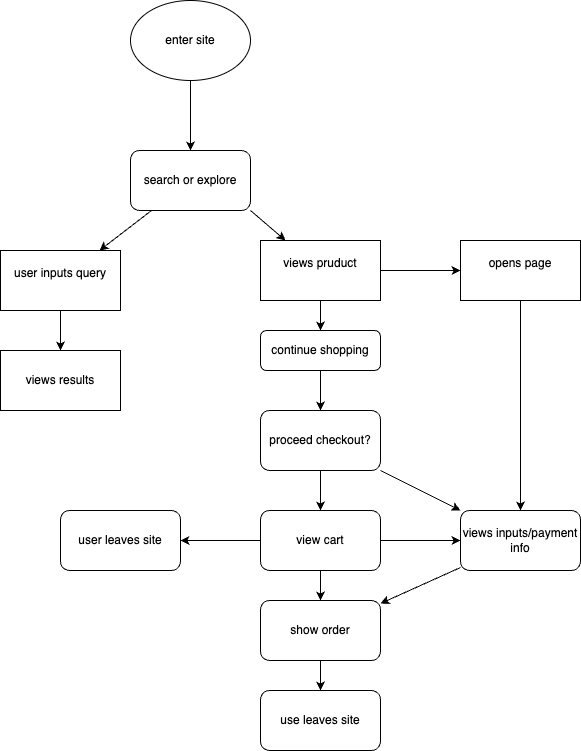 enter site
search or explore
user inputs query
views pruduct
opens page
continue shopping
views results
proceed checkout?
user leaves site
view cart
views inputs/payment
info
show order
use leaves site